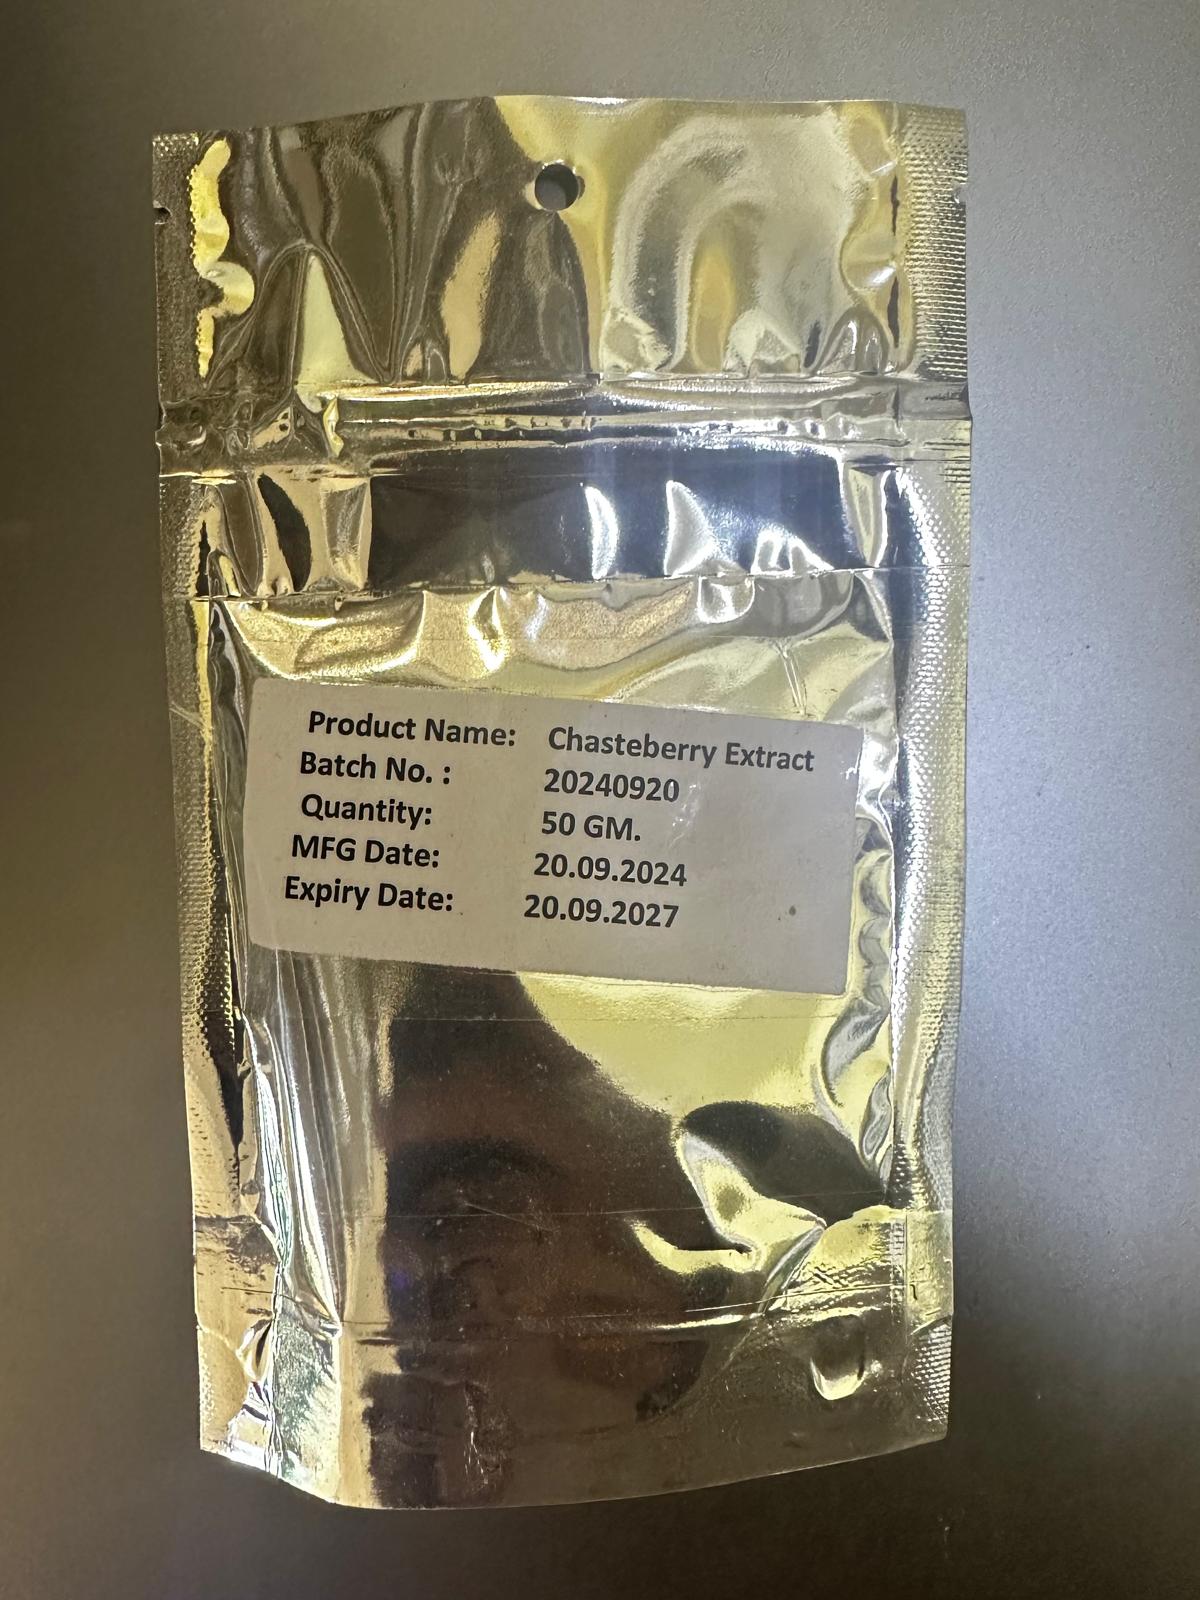 Product Name: Chasteberry Extract
Batch No. : 20240920
Quantity: 50 GM.
MFG Date: 20.09.2024
Expiry Date: 20.09.2027